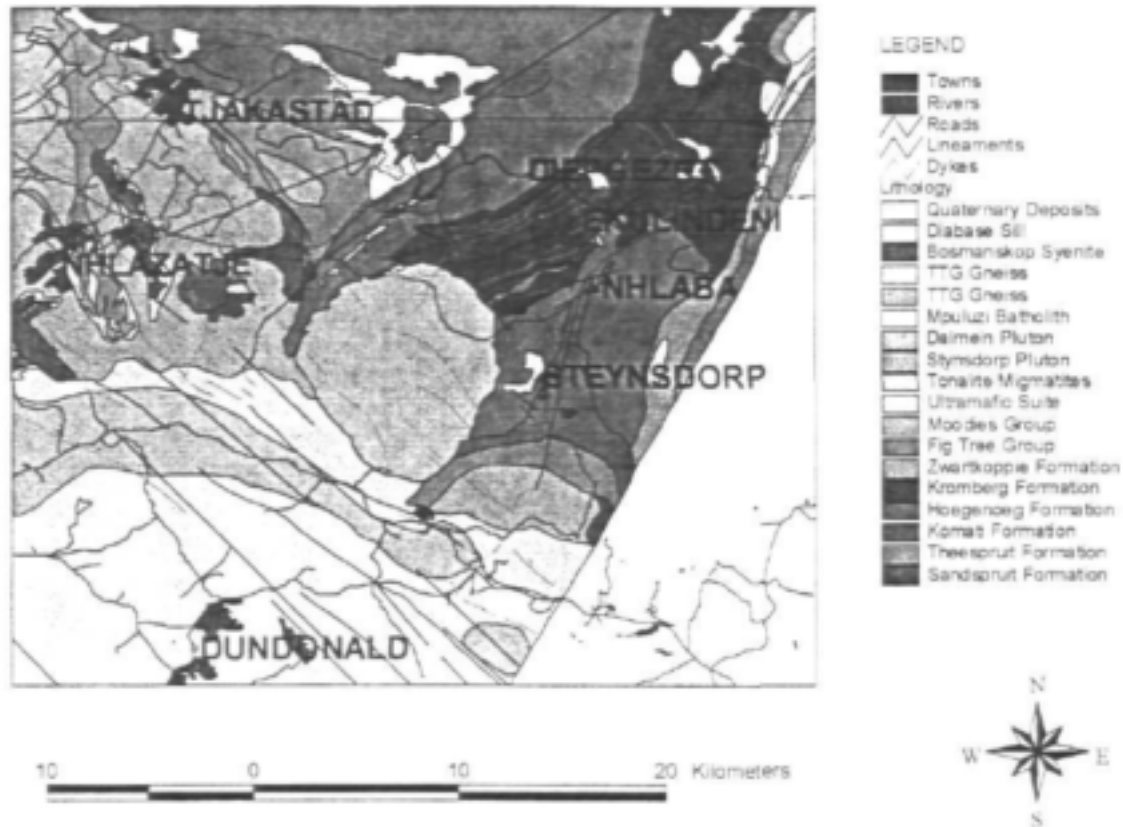 TJAKASTAD
NHLAZATJE
NHLABA
STEYNSDORP
DUNDONALD
LEGEND
Towns
Rivers
Roads
Lineaments
Dykes
Lithology
Quaternary Deposits
Diabase Sill
Bosmanskop Syenite
TTG Gneiss
TTG Gneiss
Mpuluzi Batholith
Dalmein Pluton
Stynsdorp Pluton
Tonalite Migmatites
Ultramafic Suite
Moodies Group
Fig Tree Group
Zwartkoppie Formation
Kromberg Formation
Hoegenoeg Formation
Komati Formation
Theespruit Formation
Sandspruit Formation
N
W E
S
10 0 10 20 Kilometers